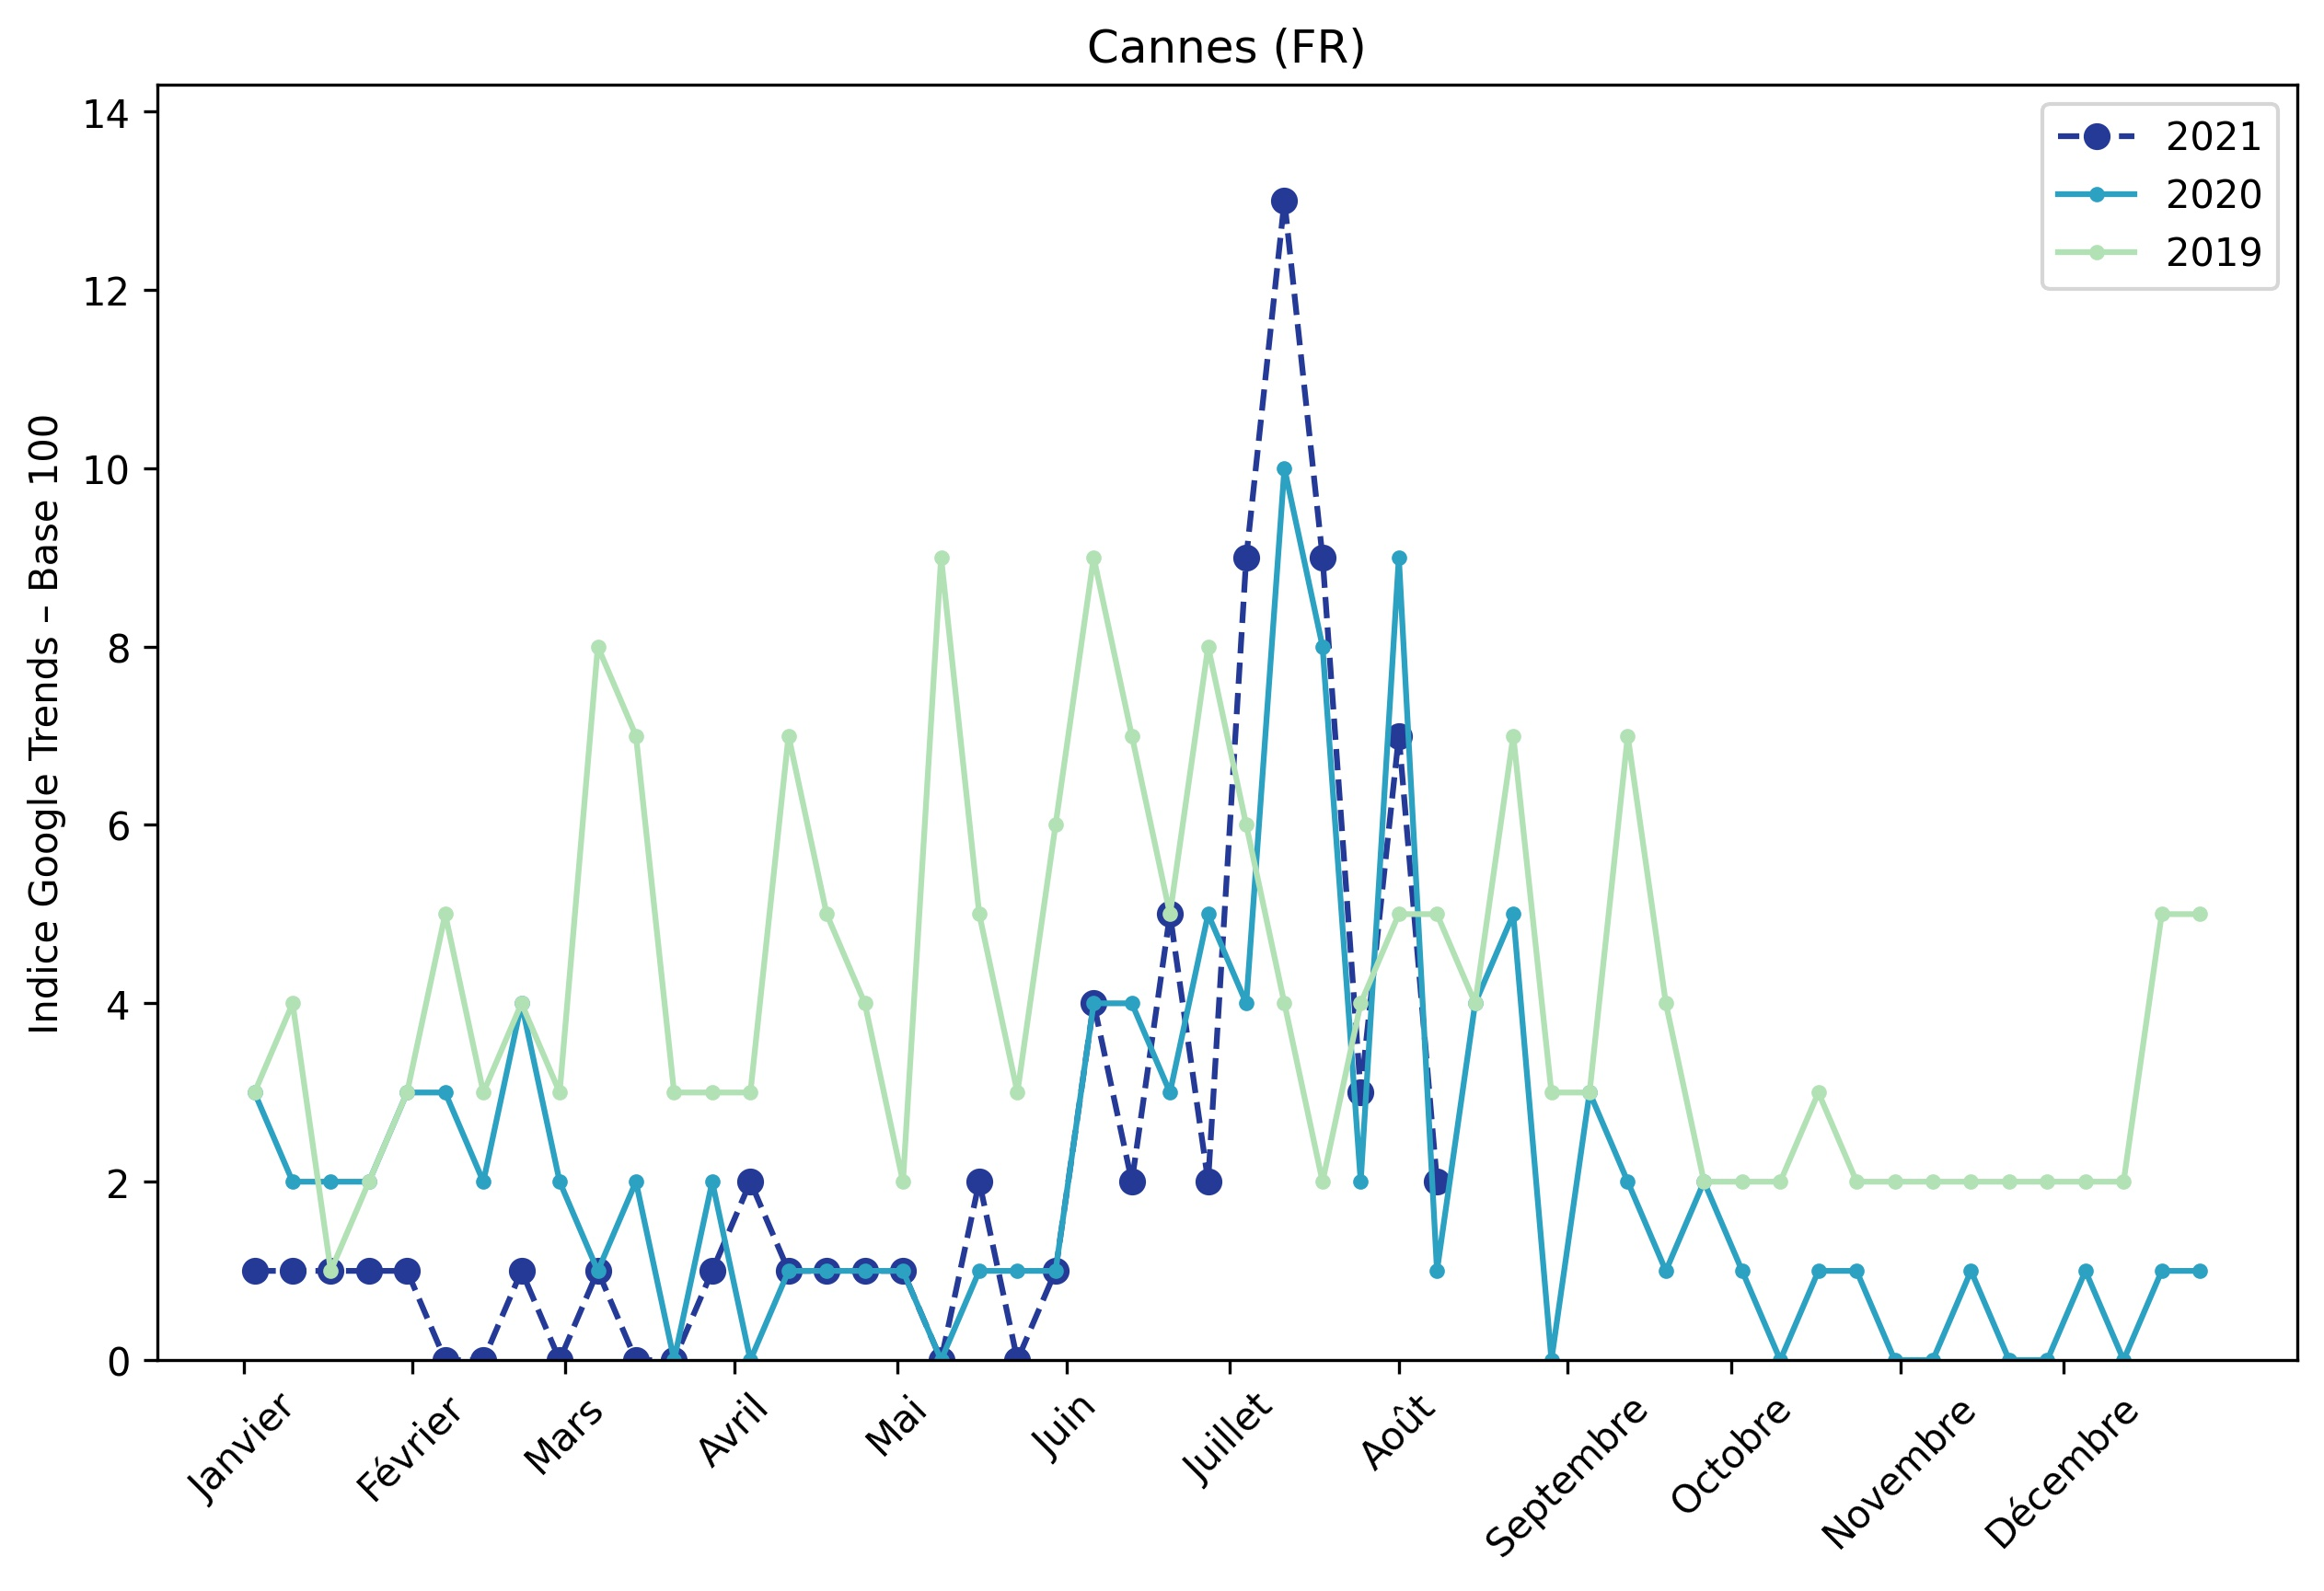 Cannes (FR)
Indice Google Trends – Base 100
14
12
10
8
6
4
2
0
2021
2020
2019
Janvier
Février
Mars
Avril
Mai
Juin
Juillet
Août
Septembre
Octobre
Novembre
Décembre